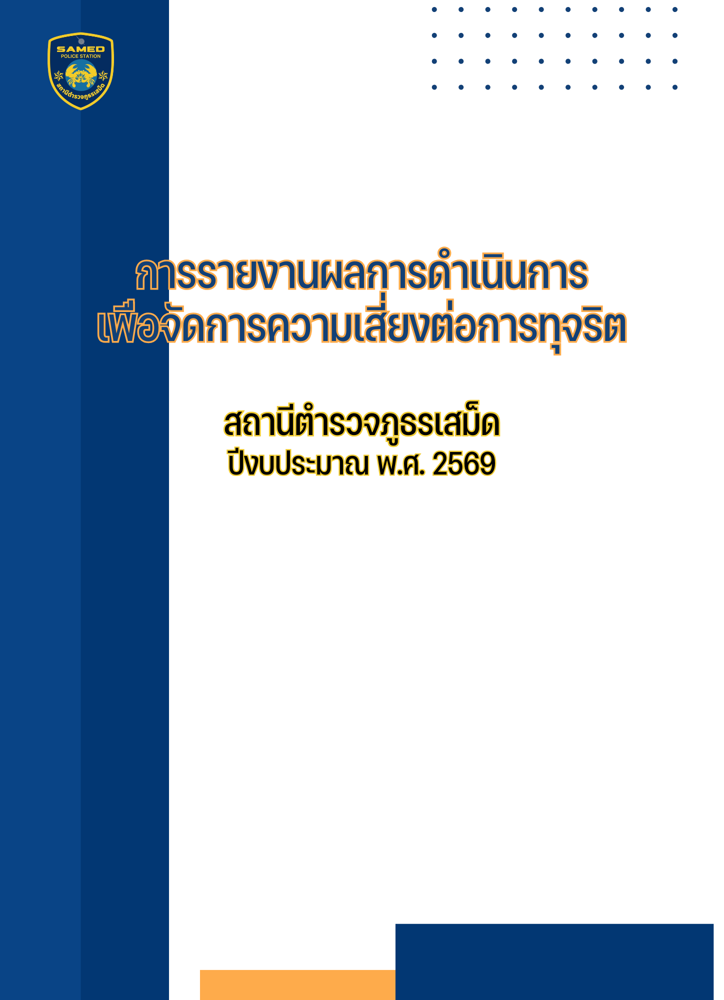 SAMED
POLICE STATION
สถานีตำรวจภูธรเสม็ด
การรายงานผลการดำเนินการ
เพื่อจัดการความเสี่ยงต่อการทุจริต
สถานีตำรวจภูธรเสม็ด
ปีงบประมาณ พ.ศ. 2569